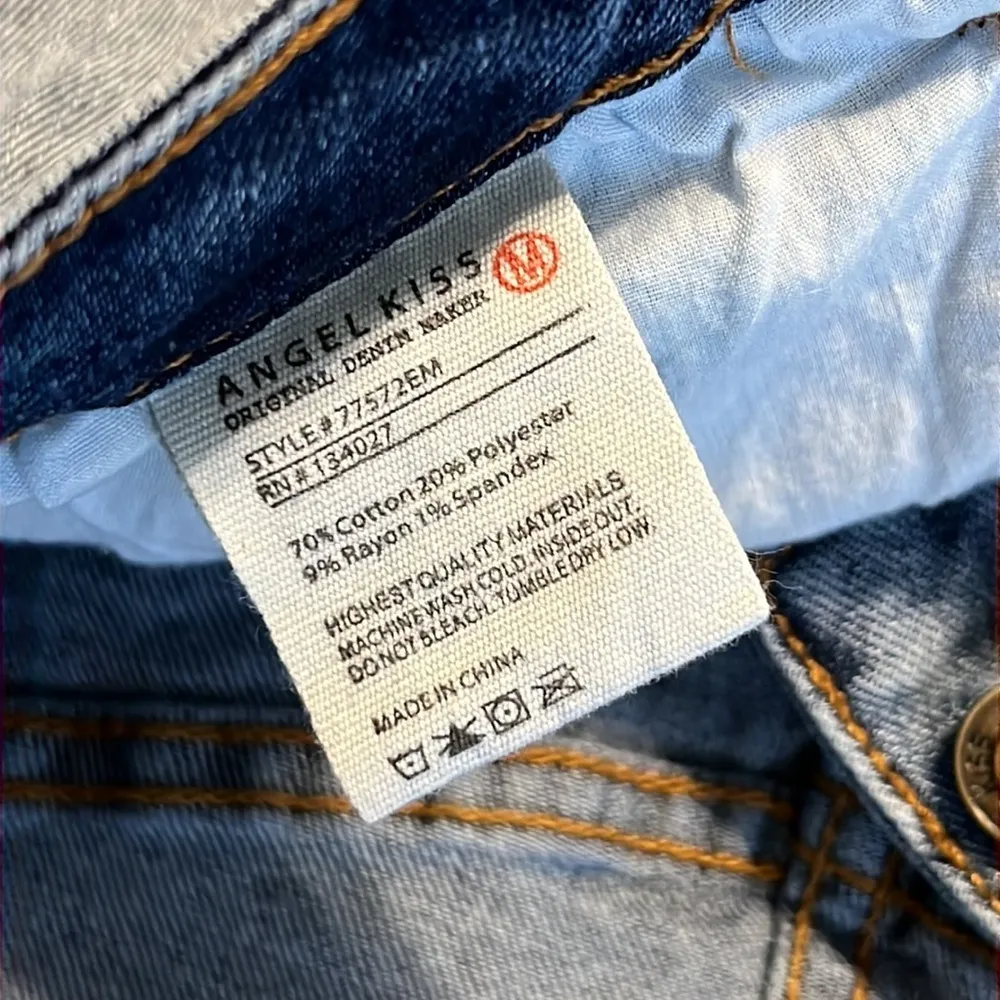 ANGEL KISS M
ORIGINAL DENIM MAKER
STYLE#77572EM
RN#134027
70% Cotton 20% Polyester
9% Rayon 1% Spandex
HIGHEST QUALITY MATERIALS
MACHINE WASH COLD. INSIDE OUT.
DO NOT BLEACH. TUMBLE DRY LOW.
MADE IN CHINA